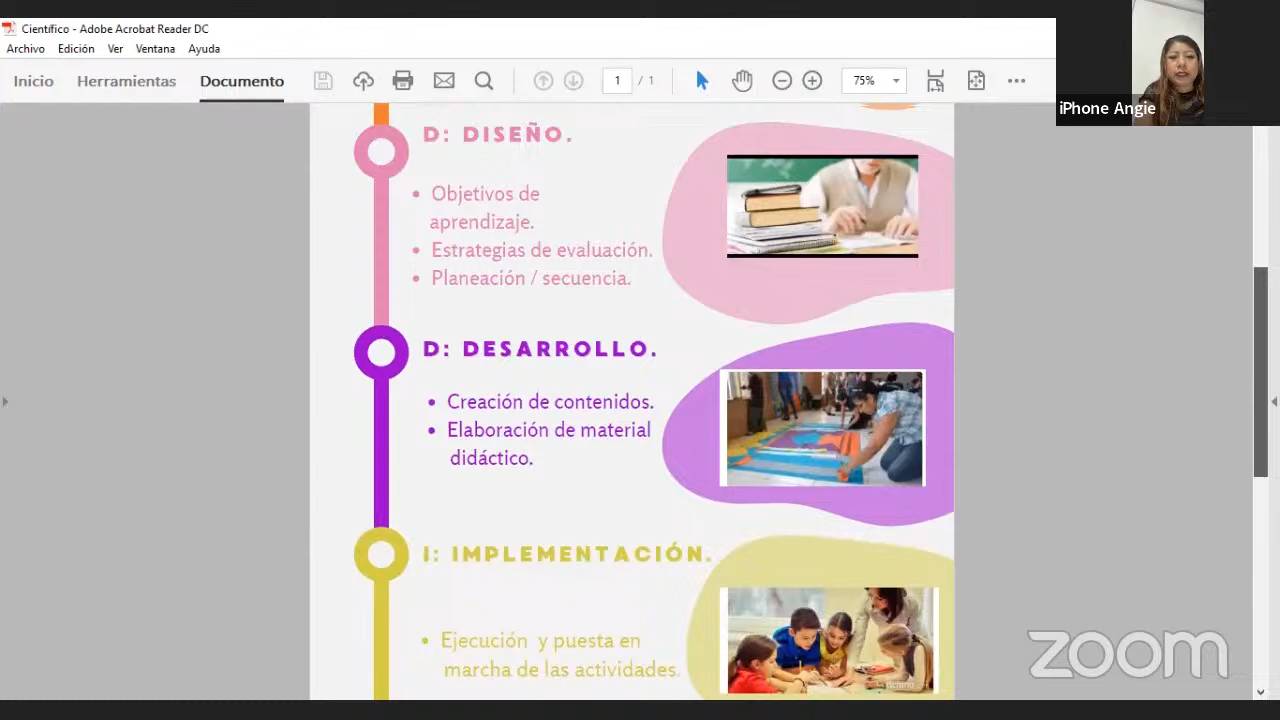 Científico - Adobe Acrobat Reader DC
Archivo Edición Ver Ventana Ayuda
Inicio Herramientas Documento 1 / 1 75%
iPhone Angie
D: DISEÑO.
• Objetivos de
aprendizaje.
• Estrategias de evaluación.
• Planeación / secuencia.
D: DESARROLLO.
• Creación de contenidos.
• Elaboración de material
didáctico.
I: IMPLEMENTACIÓN.
• Ejecución y puesta en
marcha de las actividades.
zoom